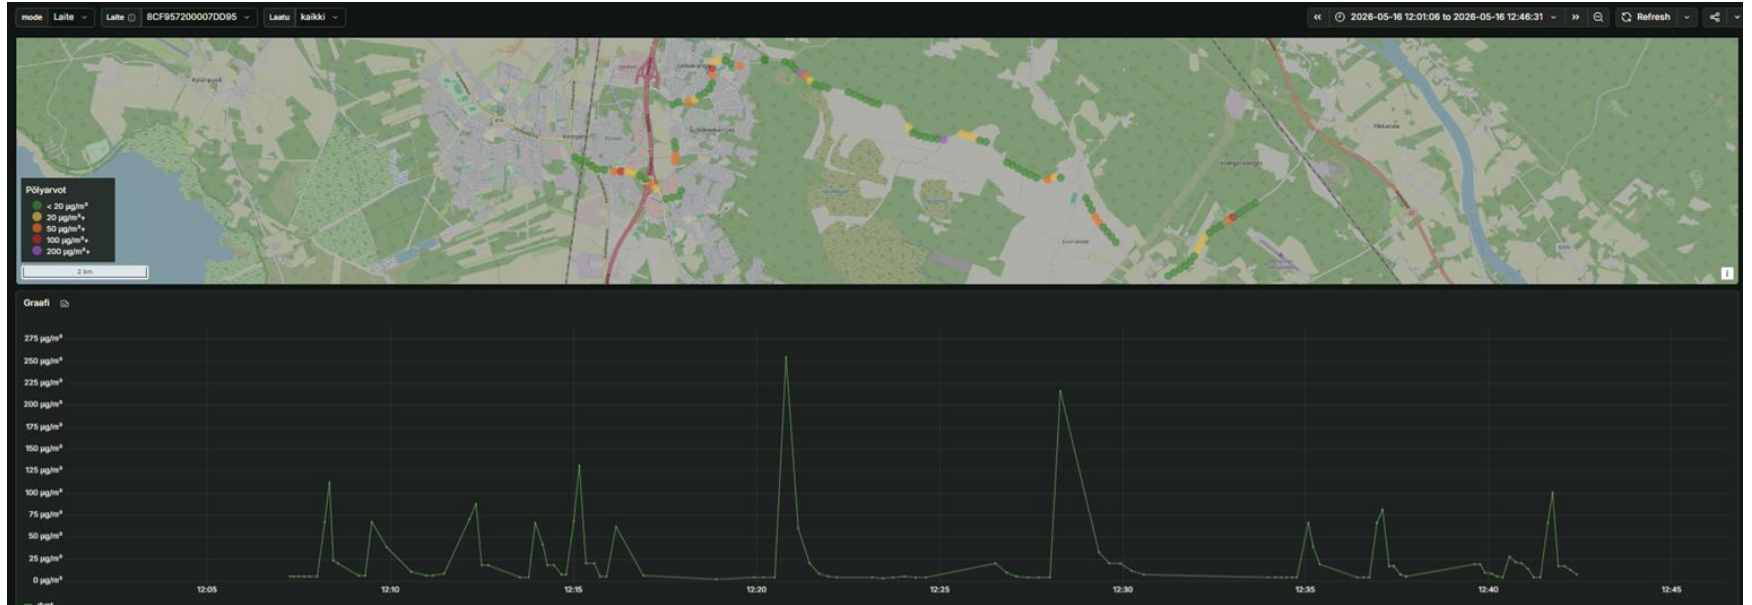 mode Laite Laite 8CF957200007DD95 Laatu kaikki 2026-05-16 12:01:06 to 2026-05-16 12:46:31 Refresh
Kempele
Pölyarvot
< 20 µg/m³
20 µg/m³+
50 µg/m³+
100 µg/m³+
200 µg/m³+
2 km
Graafi
275 µg/m³
250 µg/m³
225 µg/m³
200 µg/m³
175 µg/m³
150 µg/m³
125 µg/m³
100 µg/m³
75 µg/m³
50 µg/m³
25 µg/m³
0 µg/m³
12:05 12:10 12:15 12:20 12:25 12:30 12:35 12:40 12:45